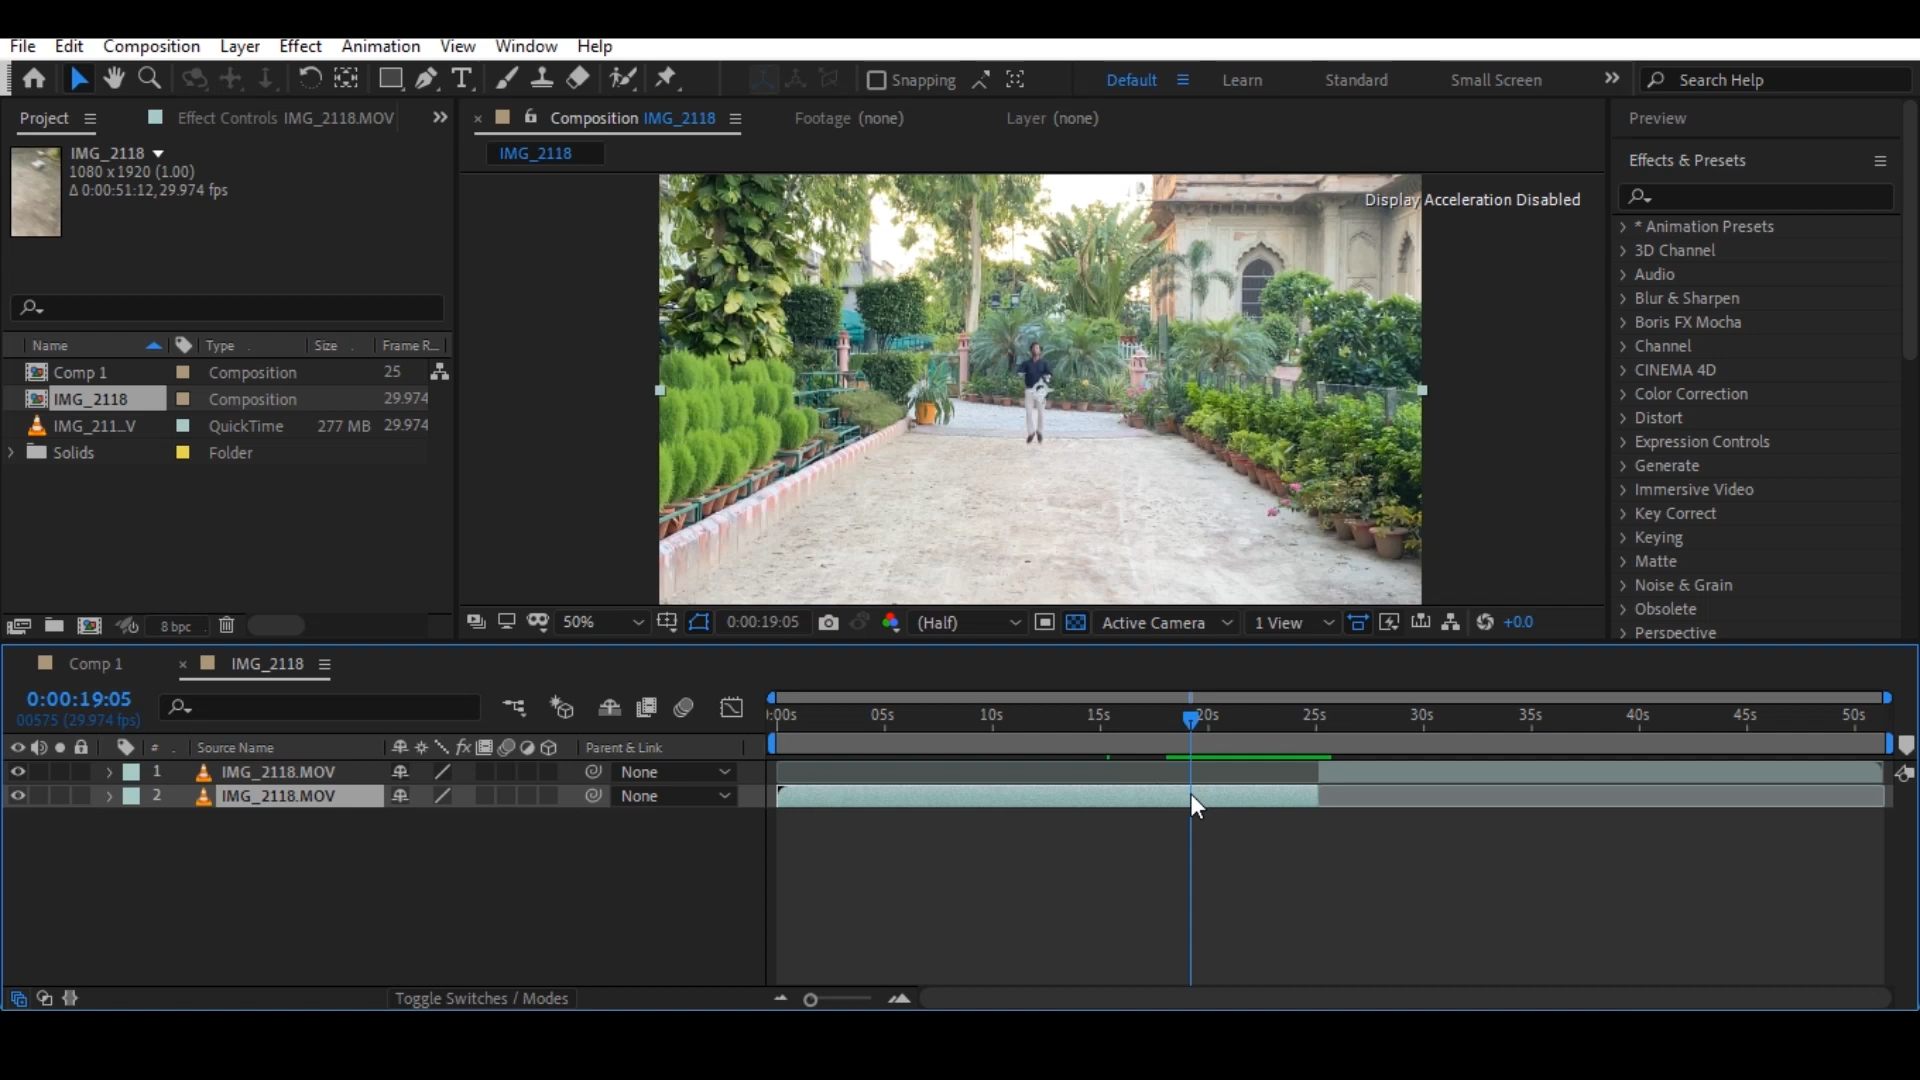 File Edit Composition Layer Effect Animation View Window Help
Snapping
Default Learn Standard Small Screen Search Help
Project Effect Controls IMG_2118.MOV
Composition IMG_2118 Footage (none) Layer (none)
Preview
IMG_2118
1080 x 1920 (1.00)
Δ 0:00:51:12, 29.974 fps
IMG_2118
Effects & Presets
Display Acceleration Disabled
Name Type Size Frame R...
Comp 1 Composition 25
IMG_2118 Composition 29.974
IMG_211...V QuickTime 277 MB 29.974
Solids Folder
* Animation Presets
3D Channel
Audio
Blur & Sharpen
Boris FX Mocha
Channel
CINEMA 4D
Color Correction
Distort
Expression Controls
Generate
Immersive Video
Key Correct
Keying
Matte
Noise & Grain
Obsolete
Perspective
8 bpc
50% 0:00:19:05 (Half) Active Camera 1 View +0.0
Comp 1 IMG_2118
0:00:19:05
00575 (29.974 fps)
:00s 05s 10s 15s 20s 25s 30s 35s 40s 45s 50s
# Source Name fx Parent & Link
1 IMG_2118.MOV None
2 IMG_2118.MOV None
Toggle Switches / Modes